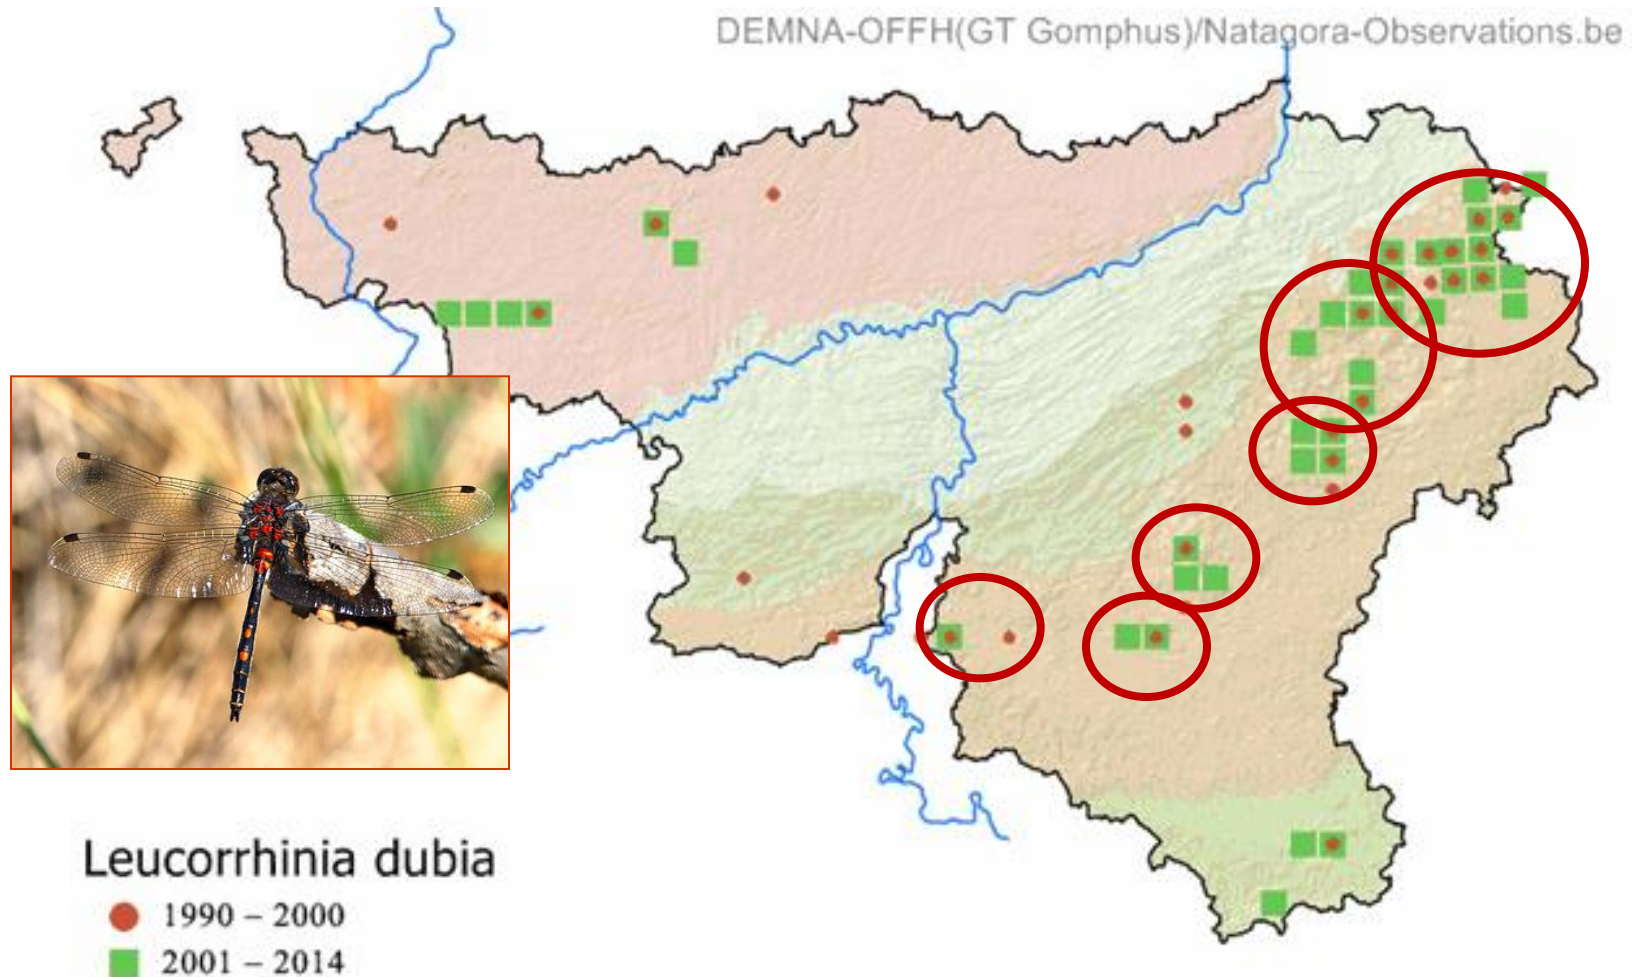 DEMNA-OFFH(GT Gomphus)/Natagora-Observations.be
Leucorrhinia dubia
1990 – 2000
2001 – 2014